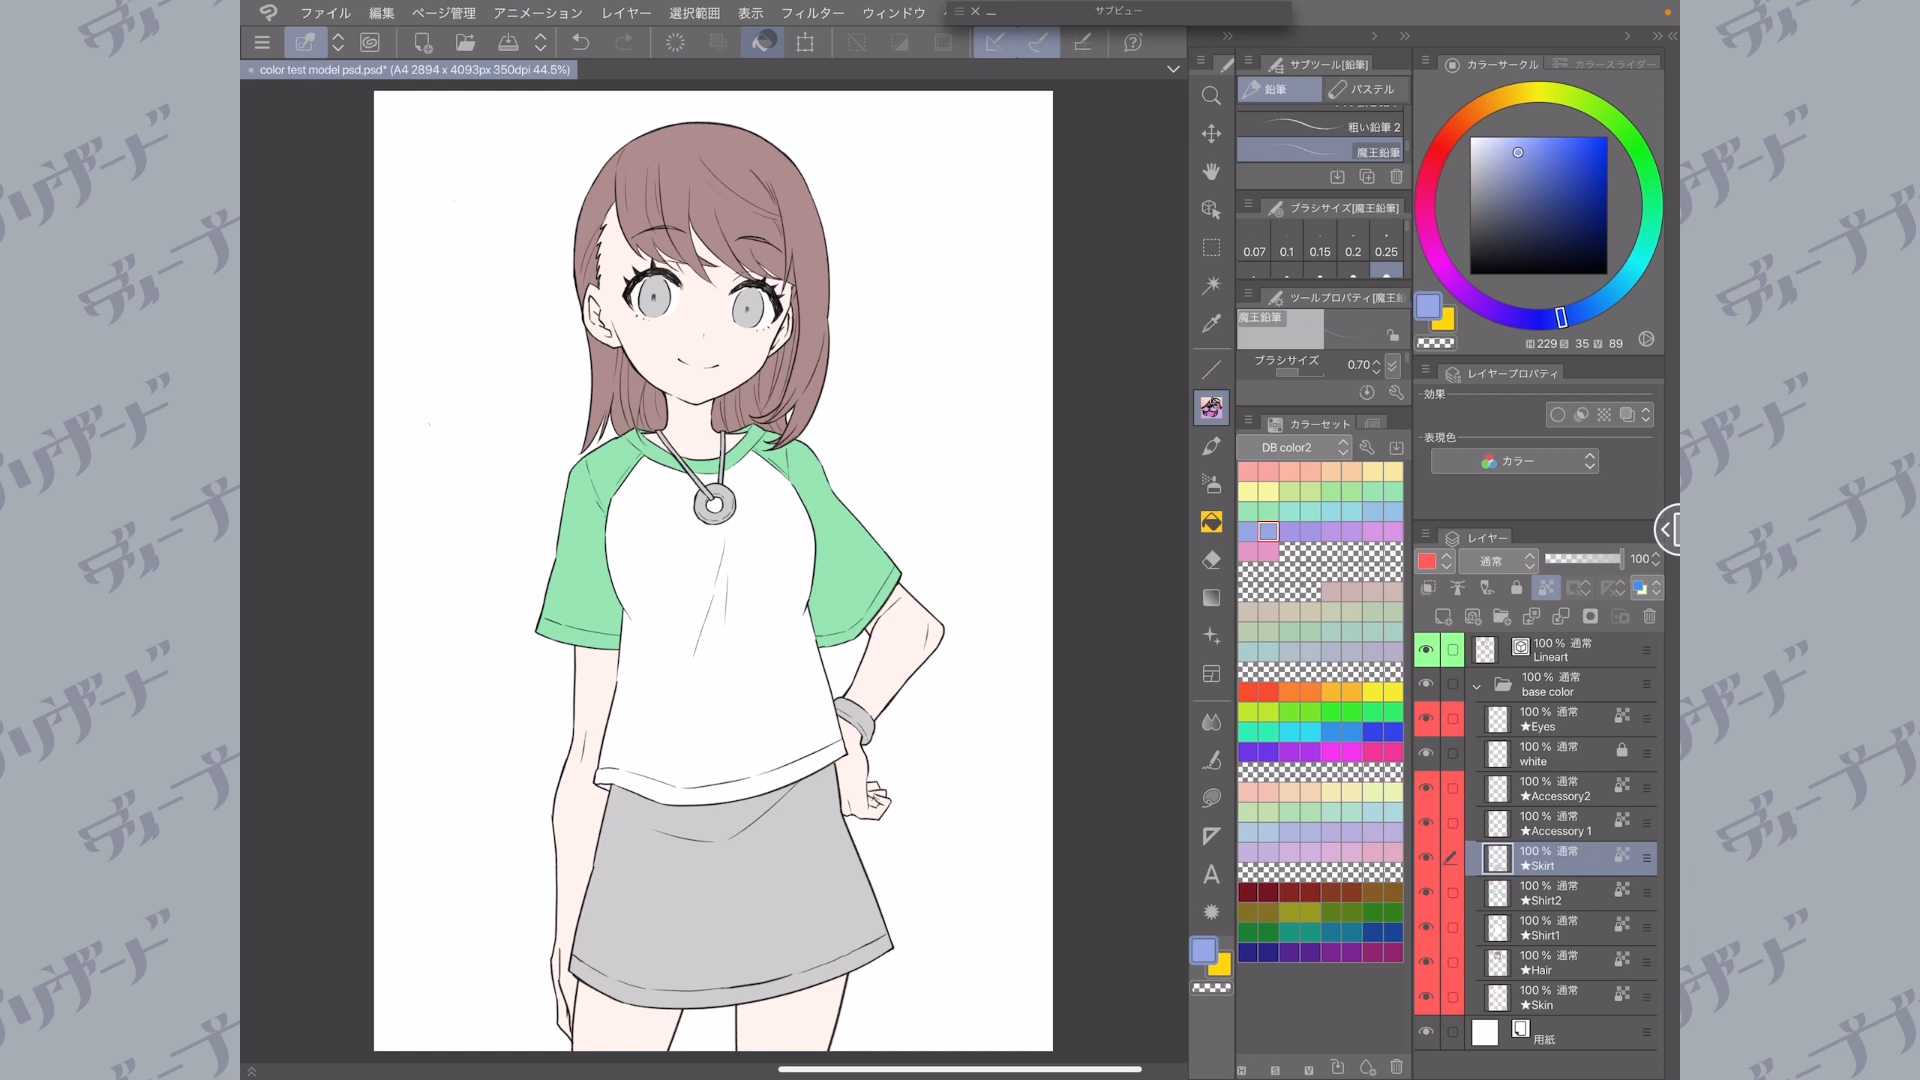 ファイル 編集 ページ管理 アニメーション レイヤー 選択範囲 表示 フィルター ウィンドウ
サブビュー
color test model psd.psd* (A4 2894 x 4093px 350dpi 44.5%)
サブツール[鉛筆]
鉛筆 パステル
粗い鉛筆 2
魔王鉛筆
ブラシサイズ[魔王鉛筆]
0.07 0.1 0.15 0.2 0.25
ツールプロパティ[魔王鉛
魔王鉛筆
ブラシサイズ 0.70
カラーセット
DB color2
カラーサークル カラースライダー
H 229 S 35 V 89
レイヤープロパティ
効果
表現色
カラー
レイヤー
通常 100
100 % 通常
Lineart
100 % 通常
base color
100 % 通常
★Eyes
100 % 通常
white
100 % 通常
★Accessory2
100 % 通常
★Accessory 1
100 % 通常
★Skirt
100 % 通常
★Shirt2
100 % 通常
★Shirt1
100 % 通常
★Hair
100 % 通常
★Skin
用紙
H S V
ディープブリザード